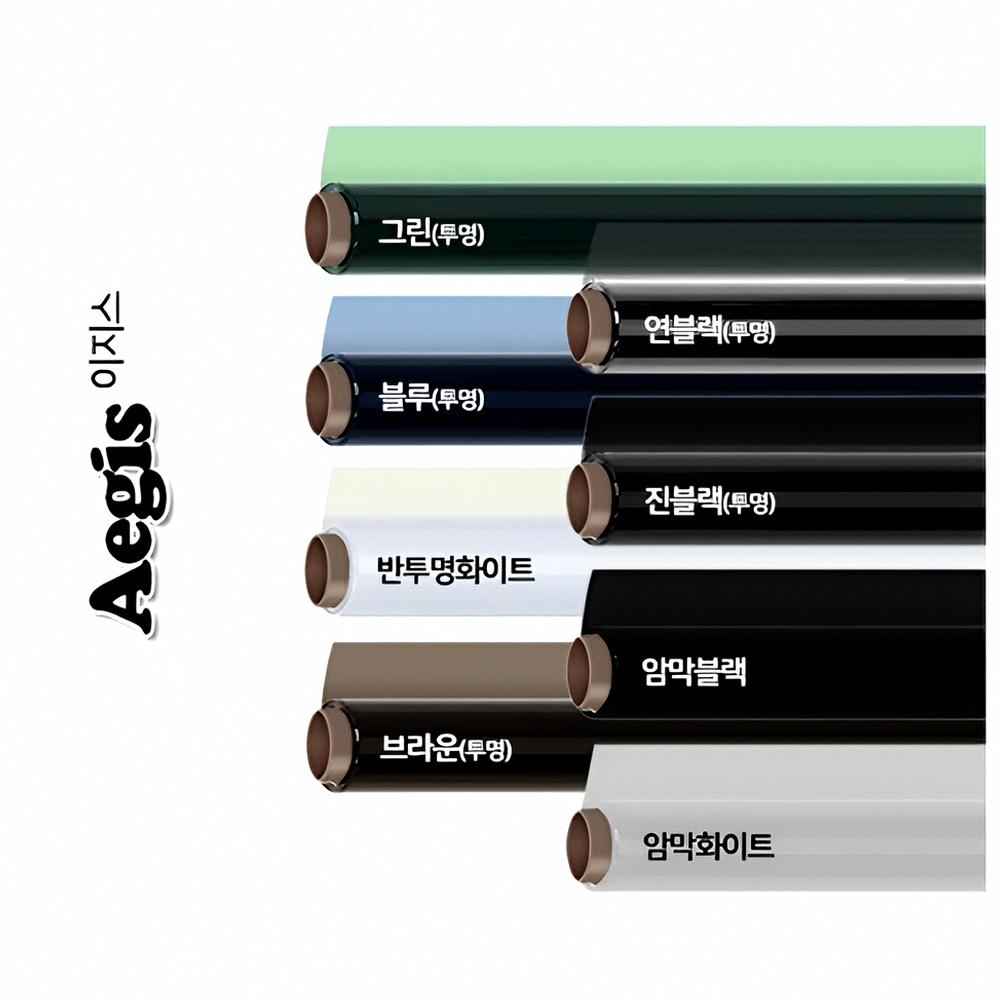 Aegis 이지스
그린(투명)
연블랙(투명)
블루(투명)
진블랙(투명)
반투명화이트
암막블랙
브라운(투명)
암막화이트